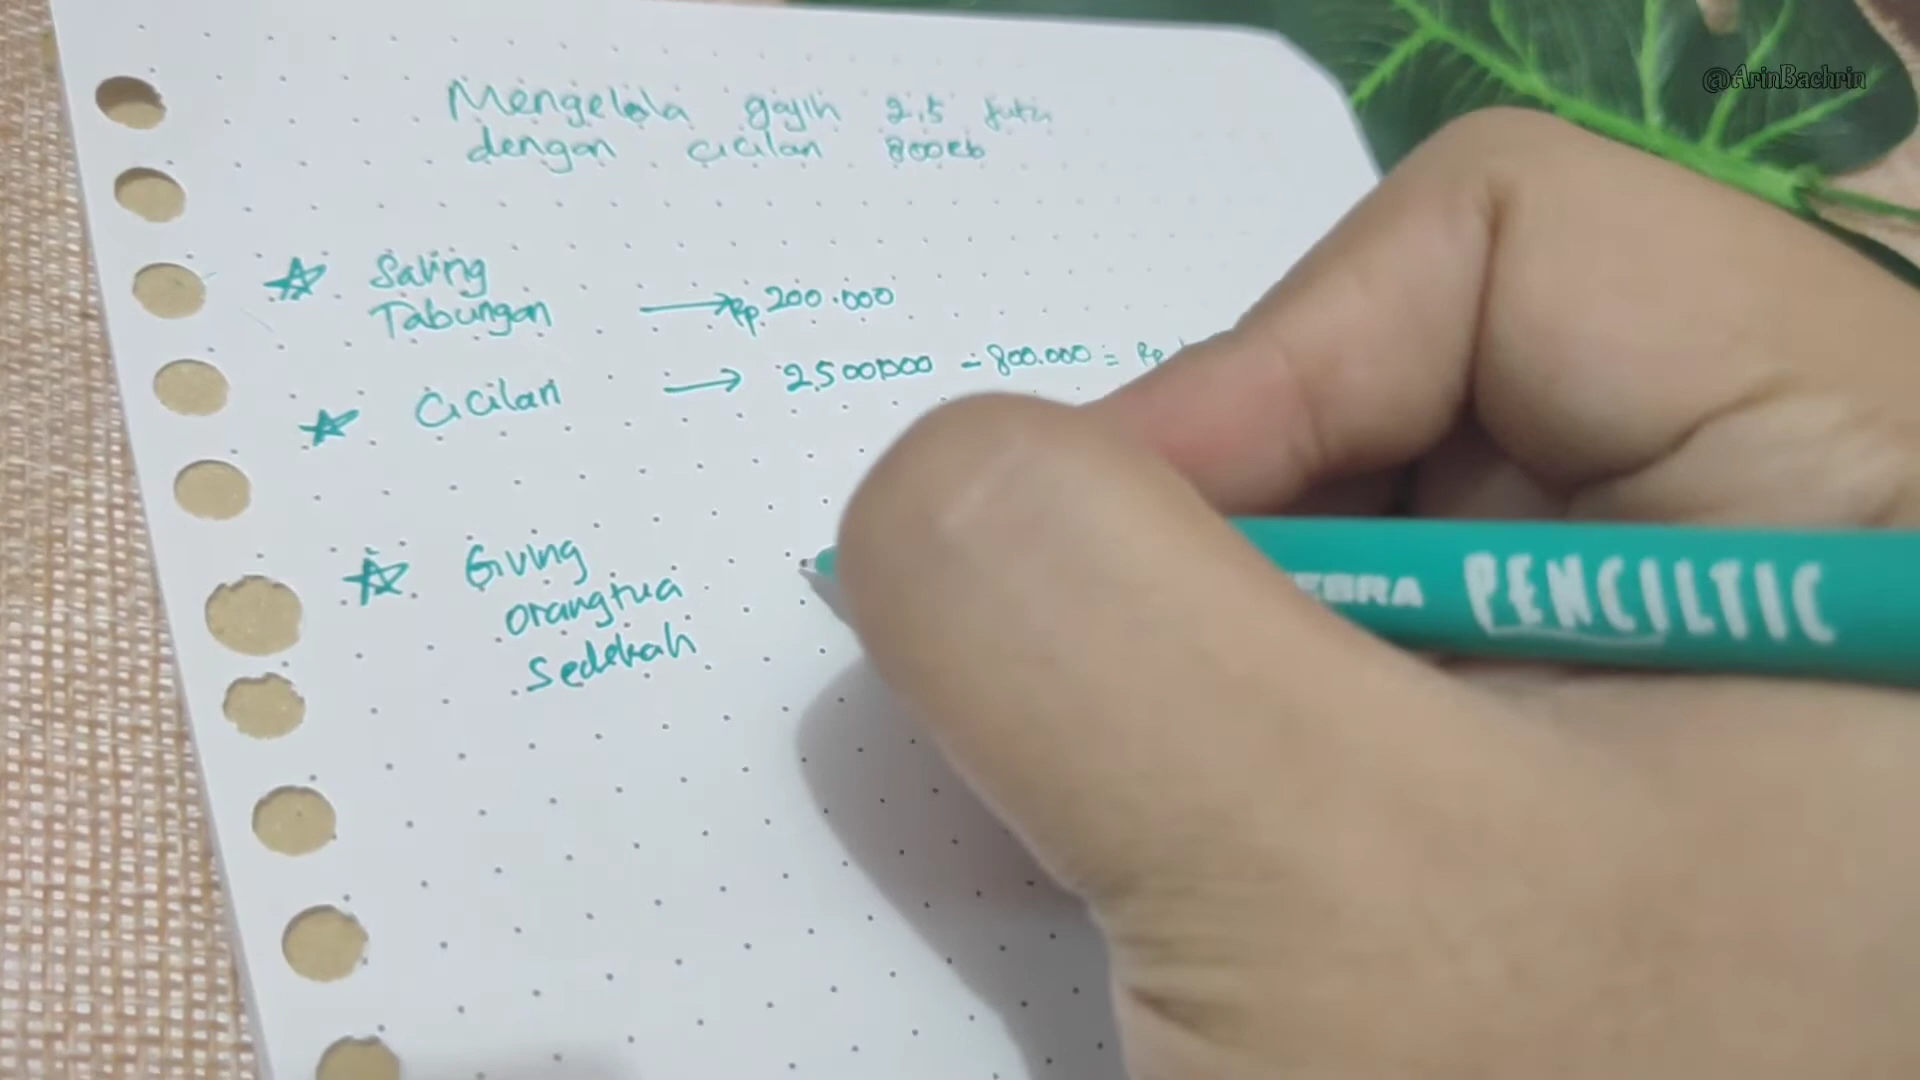 @ArinBachrin
Mengelola gajih 2,5 juta
dengan cicilan 800rb
Saving
Tabungan → Rp.200.000
Cicilan → 2.500.000 - 800.000 = Rp
Giving
orangtua
Sedekah
ZEBRA PENCILTIC